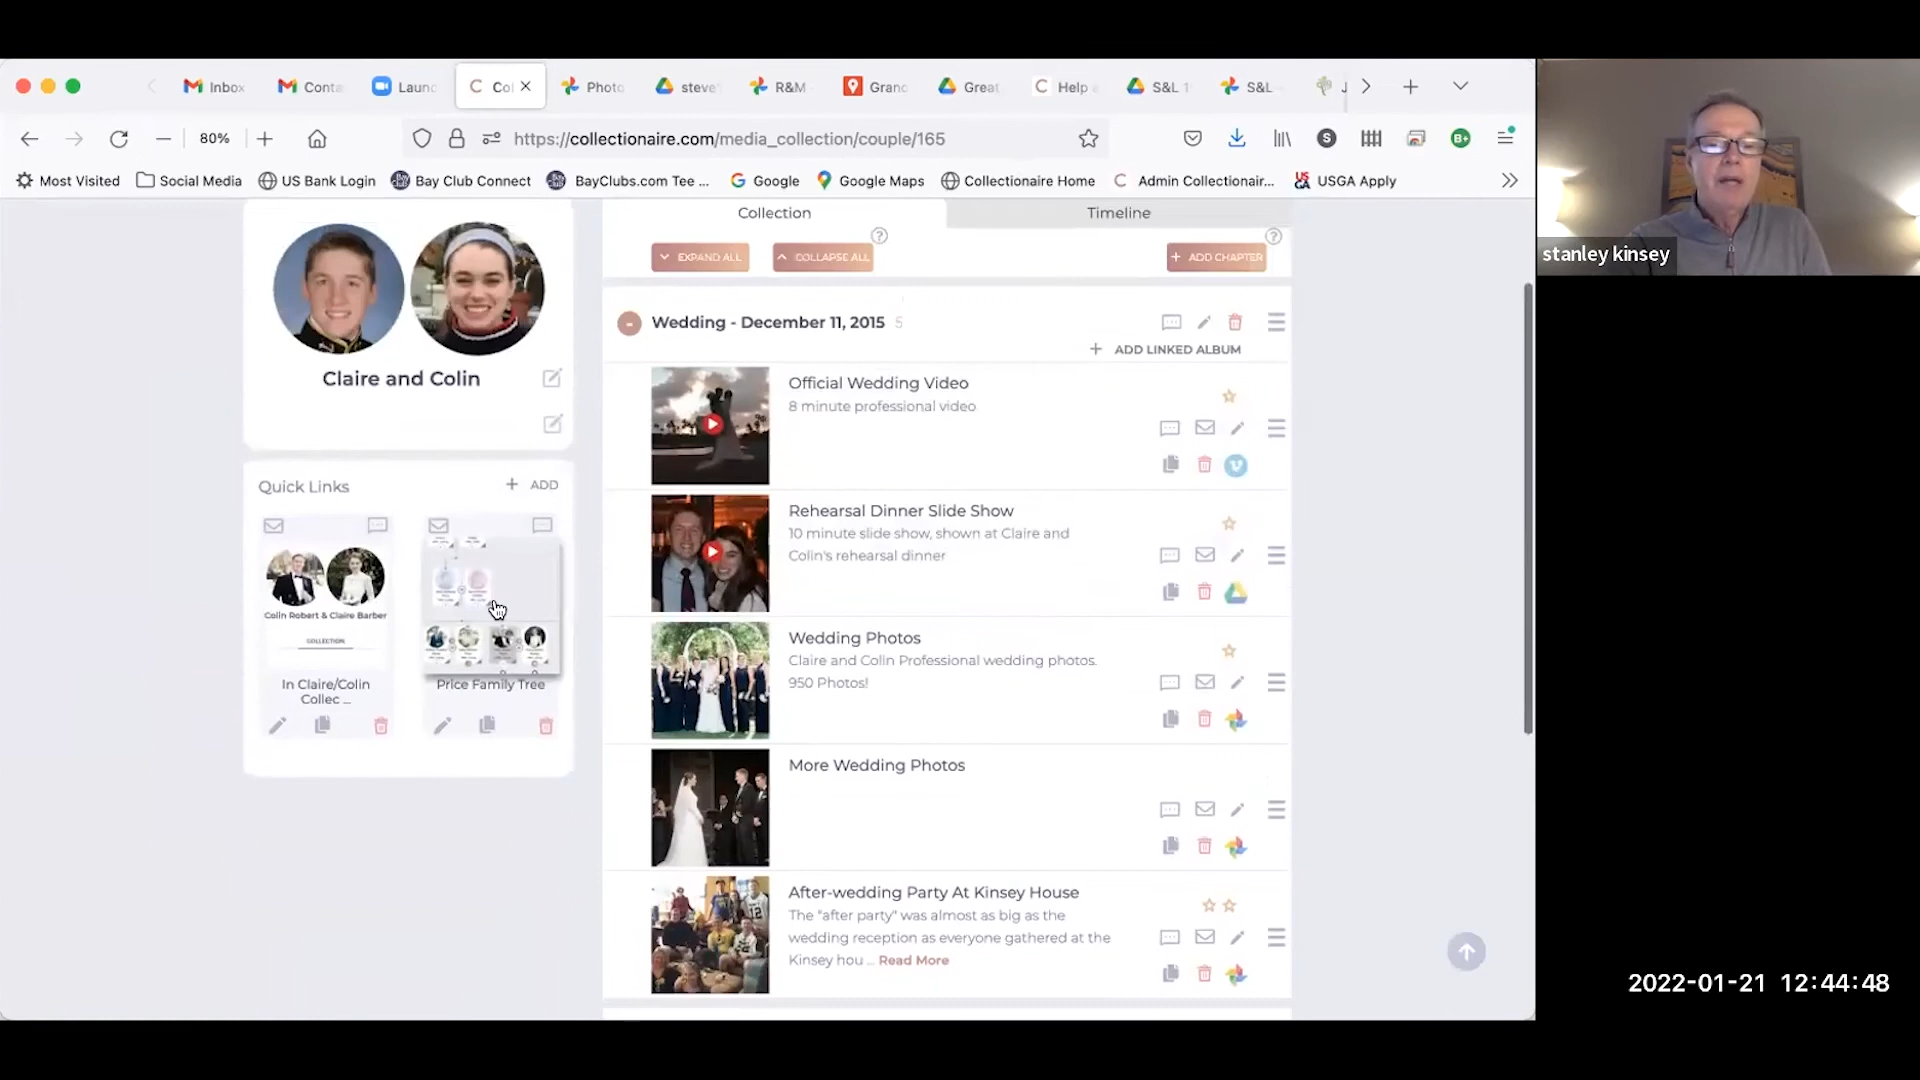 Inbox
Conta
Laun
Col
Photo
steve'
R&M
Grand
Great
Help a
S&L 1
S&L
J
80%
https://collectionaire.com/media_collection/couple/165
S
B+
Most Visited
Social Media
US Bank Login
Bay Club Connect
BayClubs.com Tee ...
Google
Google Maps
Collectionaire Home
Admin Collectionair...
USGA Apply
stanley kinsey
Collection
Timeline
EXPAND ALL
COLLAPSE ALL
+ ADD CHAPTER
Claire and Colin
Quick Links
+ ADD
Colin Robert & Claire Barber
COLLECTION
In Claire/Colin
Collec ...
Price Family Tree
Wedding - December 11, 2015 5
+ ADD LINKED ALBUM
Official Wedding Video
8 minute professional video
Rehearsal Dinner Slide Show
10 minute slide show, shown at Claire and
Colin's rehearsal dinner
Wedding Photos
Claire and Colin Professional wedding photos.
950 Photos!
More Wedding Photos
After-wedding Party At Kinsey House
The "after party" was almost as big as the
wedding reception as everyone gathered at the
Kinsey hou ... Read More
2022-01-21 12:44:48